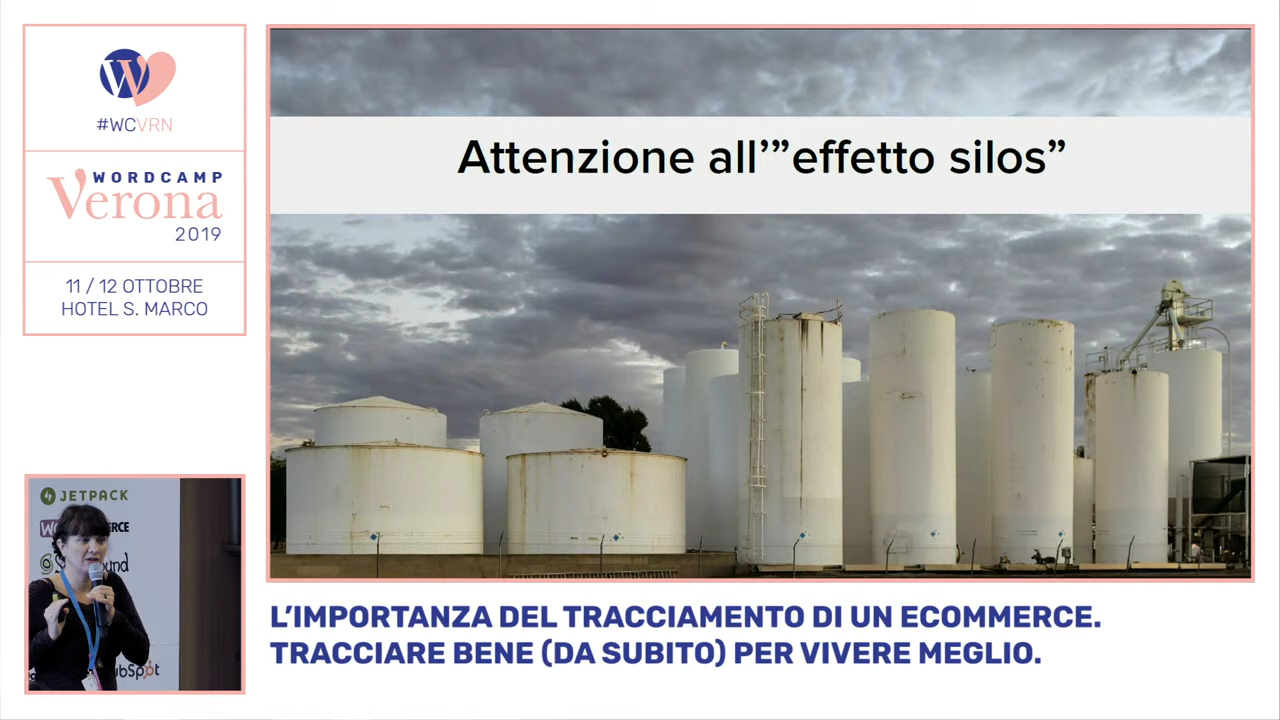 #WCVRN
WORDCAMP
Verona
2019
11 / 12 OTTOBRE
HOTEL S. MARCO
Attenzione all’”effetto silos”
JETPACK
L’IMPORTANZA DEL TRACCIAMENTO DI UN ECOMMERCE.
TRACCIARE BENE (DA SUBITO) PER VIVERE MEGLIO.